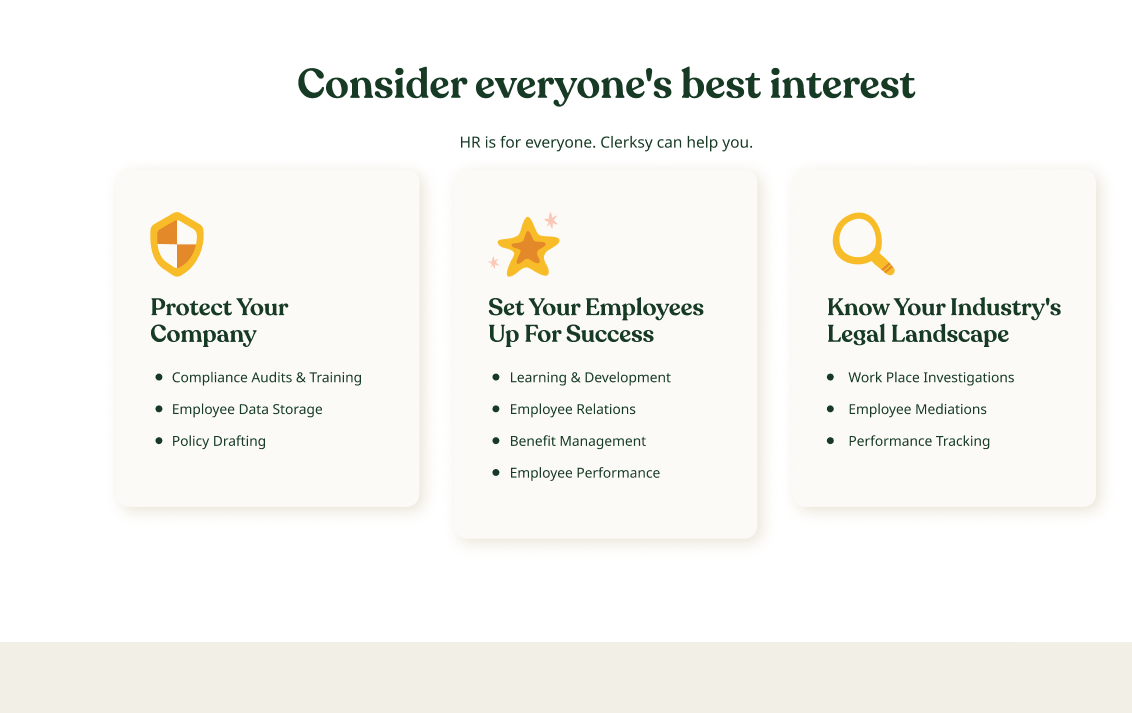 Consider everyone's best interest
HR is for everyone. Clerksy can help you.
Protect Your
Company
Compliance Audits & Training
Employee Data Storage
Policy Drafting
Set Your Employees
Up For Success
Learning & Development
Employee Relations
Benefit Management
Employee Performance
Know Your Industry's
Legal Landscape
Work Place Investigations
Employee Mediations
Performance Tracking